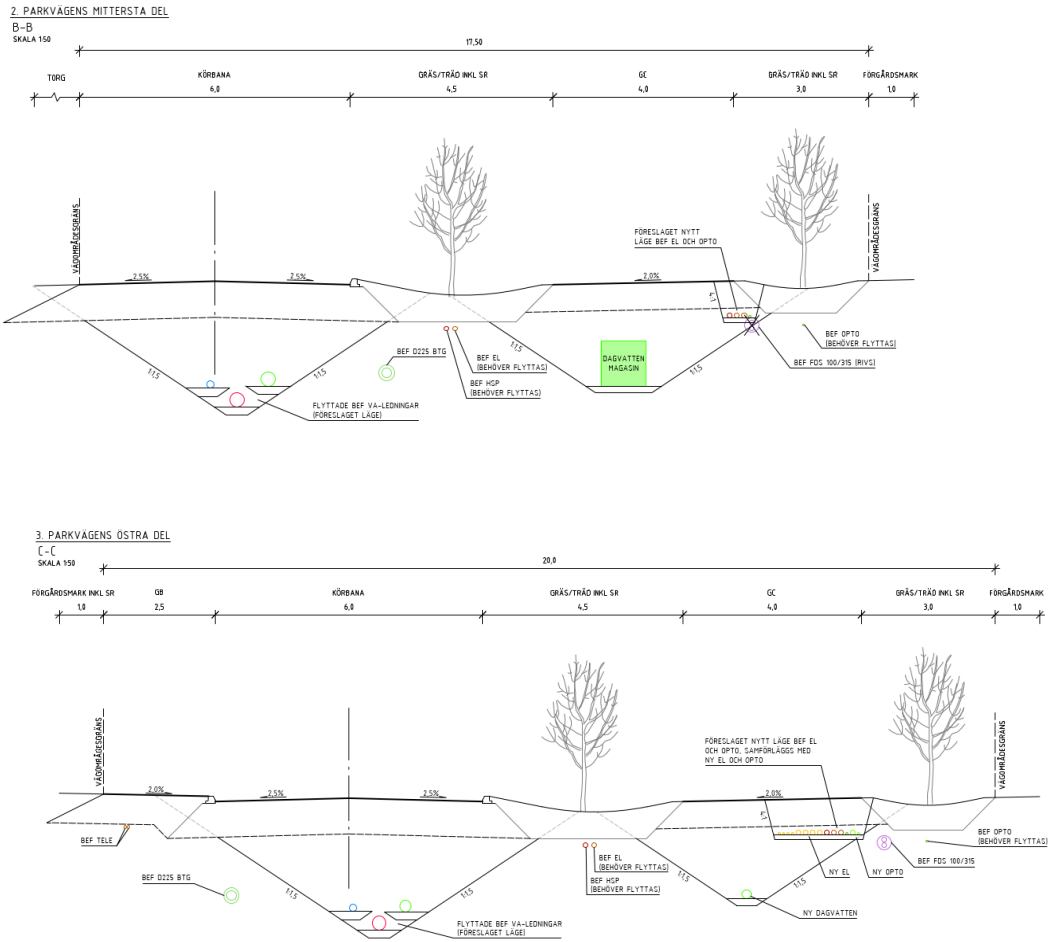 2. PARKVÄGENS MITTERSTA DEL
B-B
SKALA 1:50
17,50
TORG
KÖRBANA
GRÄS/TRÄD INKL SR
GC
GRÄS/TRÄD INKL SR
FÖRGÅRDSMARK
6,0
4,5
4,0
3,0
1,0
VÄGOMRÅDESGRÄNS
VÄGOMRÅDESGRÄNS
FÖRESLAGET NYTT
LÄGE BEF EL OCH OPTO
2,5%
2,5%
2,0%
4:1
1:1,5
1:1,5
1:1,5
1:1,5
BEF D225 BTG
BEF EL
(BEHÖVER FLYTTAS)
BEF HSP
(BEHÖVER FLYTTAS)
DAGVATTEN
MAGASIN
BEF OPTO
(BEHÖVER FLYTTAS)
BEF FDS 100/315 (RIVS)
FLYTTADE BEF VA-LEDNINGAR
(FÖRESLAGET LÄGE)
3. PARKVÄGENS ÖSTRA DEL
C-C
SKALA 1:50
20,0
FÖRGÅRDSMARK INKL SR
GB
KÖRBANA
GRÄS/TRÄD INKL SR
GC
GRÄS/TRÄD INKL SR
FÖRGÅRDSMARK
1,0
2,5
6,0
4,5
4,0
3,0
1,0
VÄGOMRÅDESGRÄNS
VÄGOMRÅDESGRÄNS
FÖRESLAGET NYTT LÄGE BEF EL
OCH OPTO, SAMFÖRLÄGGS MED
NY EL OCH OPTO
2,0%
2,5%
2,5%
2,0%
4:1
BEF TELE
BEF D225 BTG
1:1,5
1:1,5
1:1,5
1:1,5
BEF EL
(BEHÖVER FLYTTAS)
BEF HSP
(BEHÖVER FLYTTAS)
NY EL
NY OPTO
BEF OPTO
(BEHÖVER FLYTTAS)
BEF FDS 100/315
NY DAGVATTEN
FLYTTADE BEF VA-LEDNINGAR
(FÖRESLAGET LÄGE)